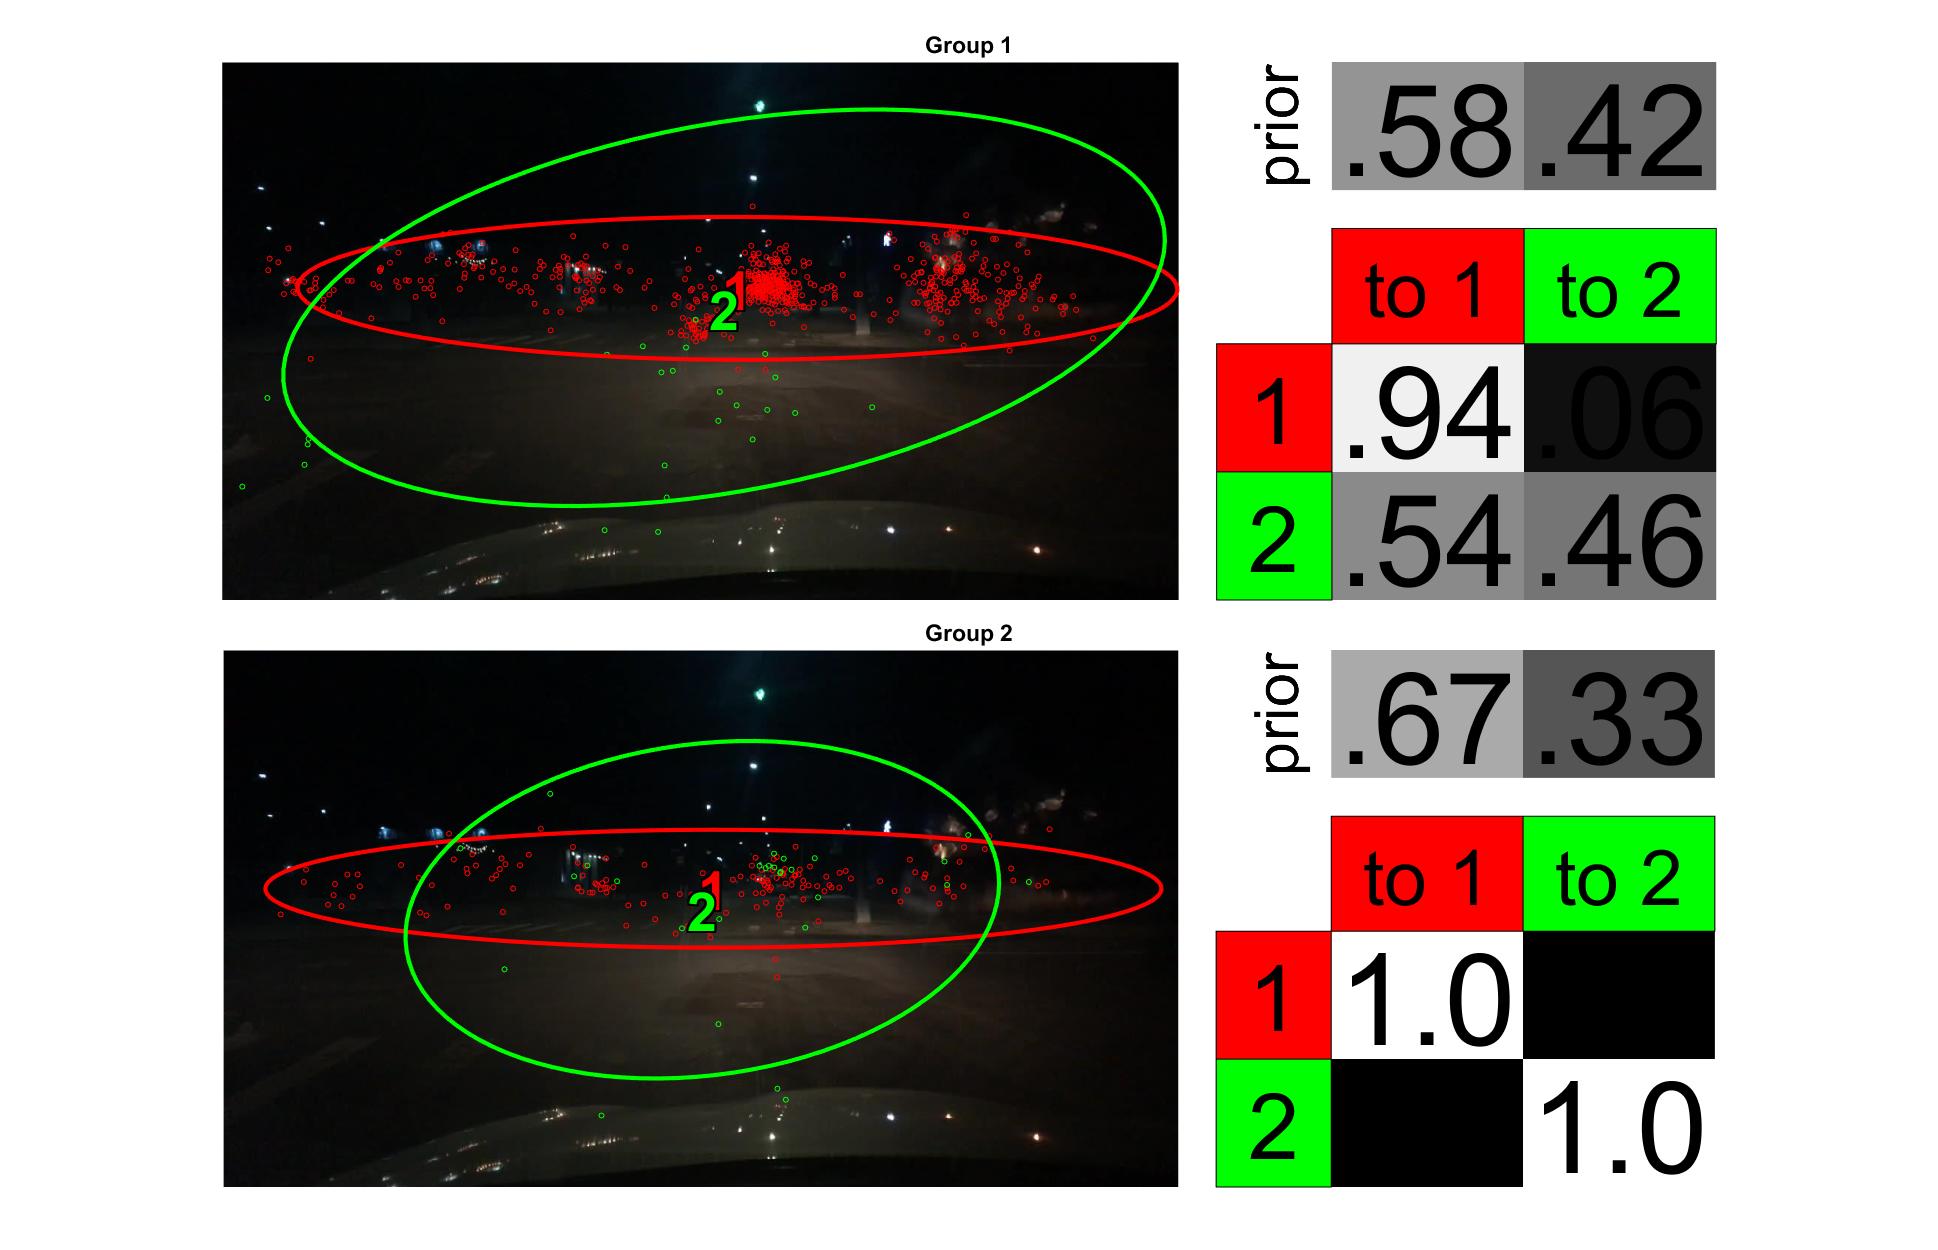 Group 1
1
2
prior
.58 .42
to 1 to 2
1 .94 .06
2 .54 .46
Group 2
1
2
prior
.67 .33
to 1 to 2
1 1.0
2 1.0